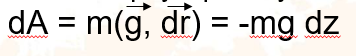 dA = m(g⃗, dr⃗) = -mg dz